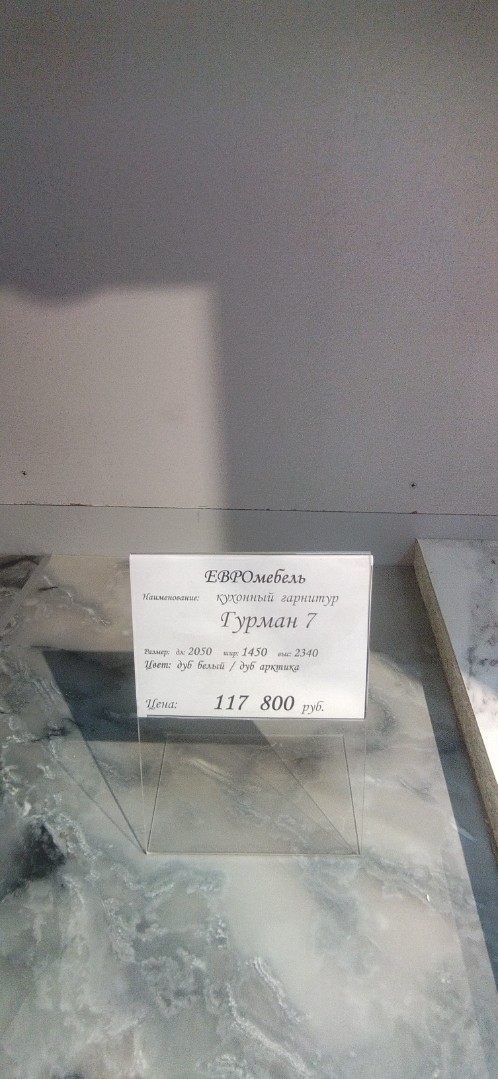 ЕВРОмебель
Наименование: кухонный гарнитур
Гурман 7
Размер: дл: 2050 шир: 1450 выс: 2340
Цвет: дуб белый / дуб арктика
Цена: 117 800 руб.